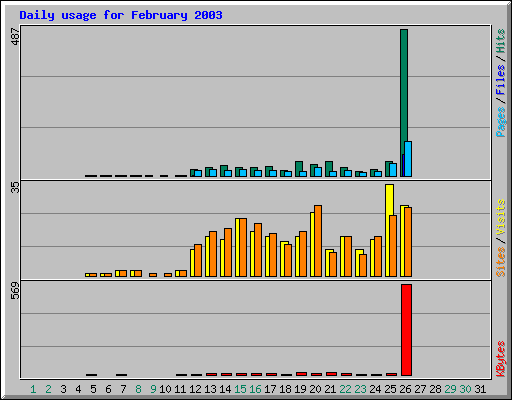 Daily usage for February 2003
487
Pages / Files / Hits
35
Sites / Visits
569
KBytes
1 2 3 4 5 6 7 8 9 10 11 12 13 14 15 16 17 18 19 20 21 22 23 24 25 26 27 28 29 30 31